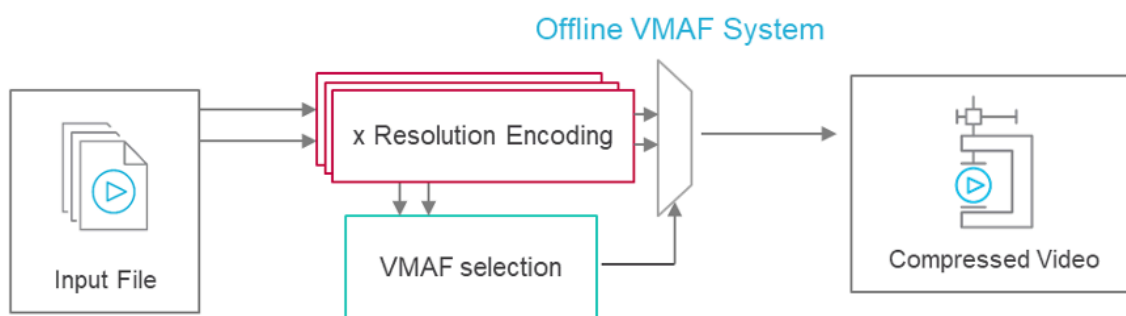 Offline VMAF System
x Resolution Encoding
Input File
VMAF selection
Compressed Video